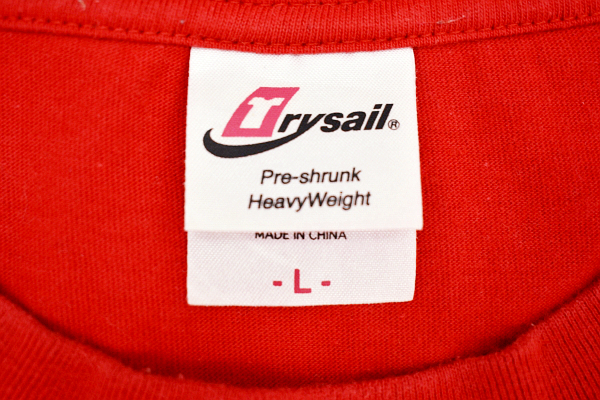 Trysail®
Pre-shrunk
HeavyWeight
MADE IN CHINA
- L -